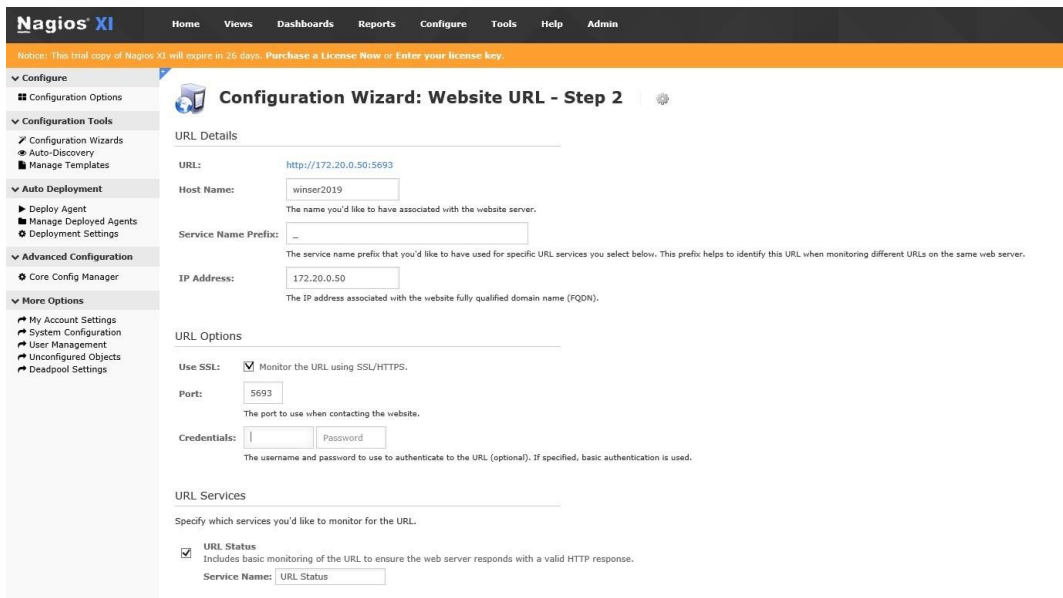 Nagios XI
Home Views Dashboards Reports Configure Tools Help Admin
Notice: This trial copy of Nagios XI will expire in 26 days. Purchase a License Now or Enter your license key.
Configure
Configuration Options
Configuration Tools
Configuration Wizards
Auto-Discovery
Manage Templates
Auto Deployment
Deploy Agent
Manage Deployed Agents
Deployment Settings
Advanced Configuration
Core Config Manager
More Options
My Account Settings
System Configuration
User Management
Unconfigured Objects
Deadpool Settings
Configuration Wizard: Website URL - Step 2
URL Details
URL: http://172.20.0.50:5693
Host Name: winser2019
The name you'd like to have associated with the website server.
Service Name Prefix: _
The service name prefix that you'd like to have used for specific URL services you select below. This prefix helps to identify this URL when monitoring different URLs on the same web server.
IP Address: 172.20.0.50
The IP address associated with the website fully qualified domain name (FQDN).
URL Options
Use SSL: Monitor the URL using SSL/HTTPS.
Port: 5693
The port to use when contacting the website.
Credentials: Password
The username and password to use to authenticate to the URL (optional). If specified, basic authentication is used.
URL Services
Specify which services you'd like to monitor for the URL.
URL Status
Includes basic monitoring of the URL to ensure the web server responds with a valid HTTP response.
Service Name: URL Status